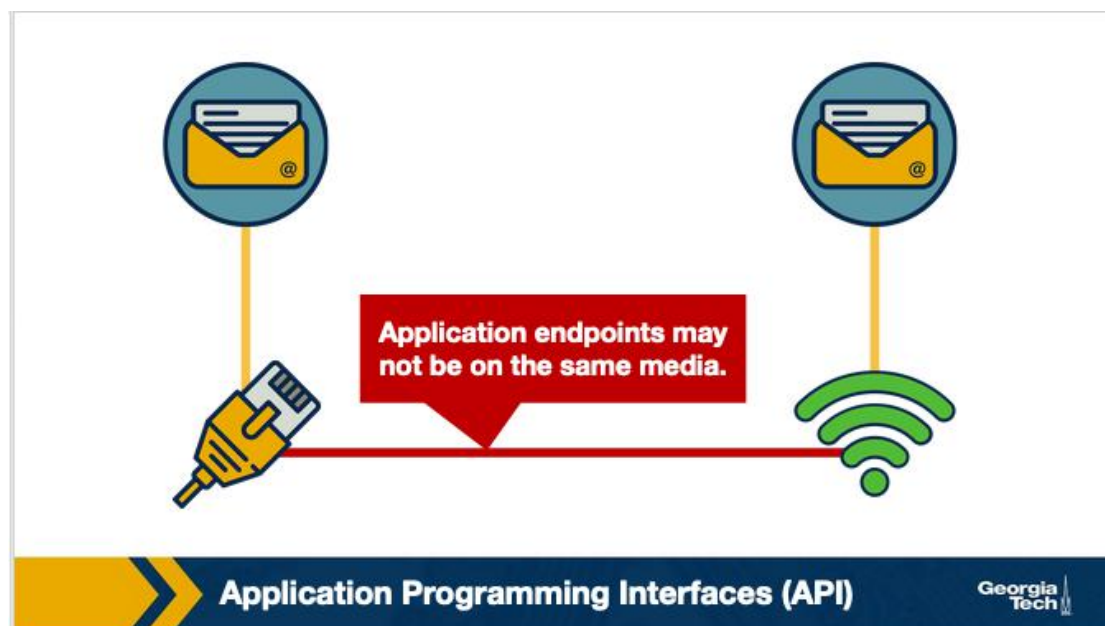 @
@
Application endpoints may
not be on the same media.
Application Programming Interfaces (API)
Georgia
Tech